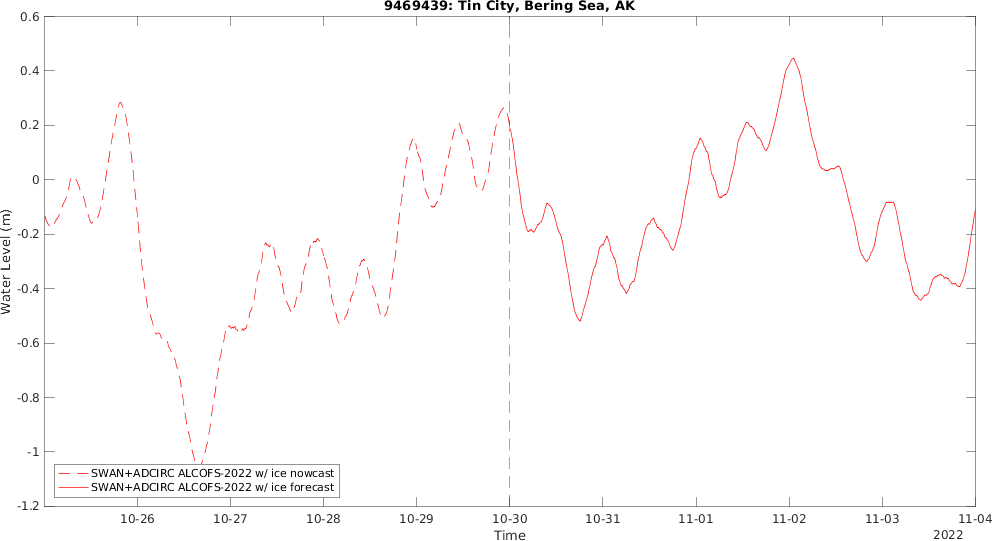 9469439: Tin City, Bering Sea, AK
0.6
0.4
0.2
0
-0.2
-0.4
-0.6
-0.8
-1
-1.2
Water Level (m)
SWAN+ADCIRC ALCOFS-2022 w/ ice nowcast
SWAN+ADCIRC ALCOFS-2022 w/ ice forecast
10-26 10-27 10-28 10-29 10-30 10-31 11-01 11-02 11-03 11-04
Time
2022